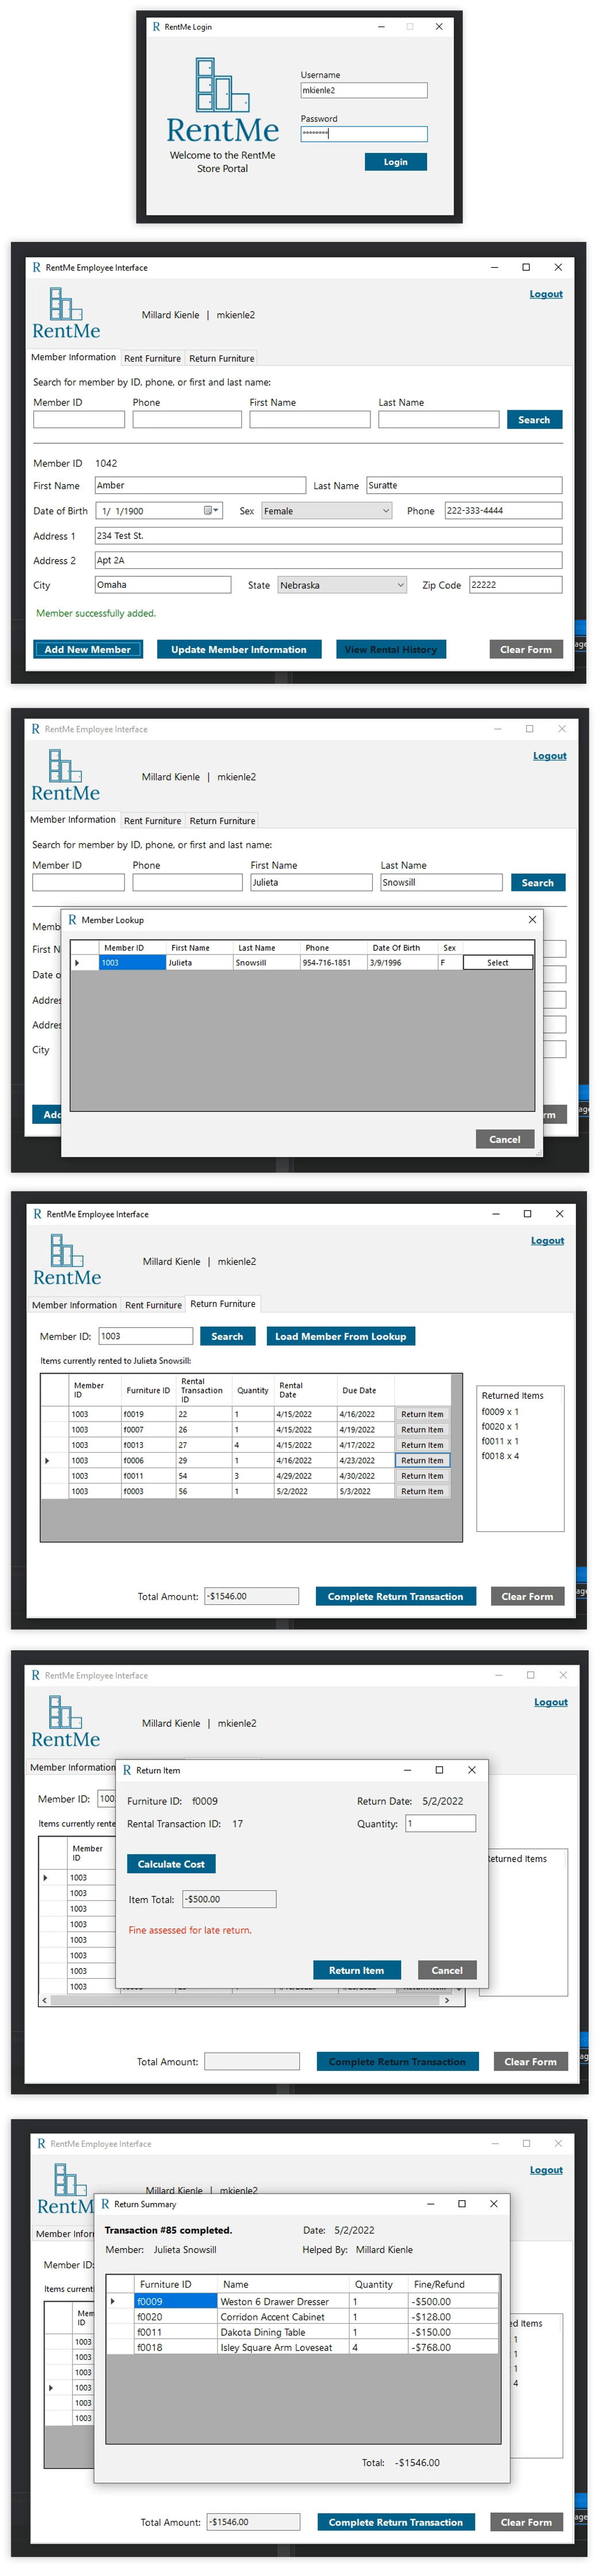 RentMe Login
Username
mkienle2
Password
********
RentMe
Welcome to the RentMe
Store Portal
Login
RentMe Employee Interface
Logout
RentMe
Millard Kienle | mkienle2
Member Information Rent Furniture Return Furniture
Search for member by ID, phone, or first and last name:
Member ID Phone First Name Last Name
Search
Member ID 1042
First Name Amber Last Name Suratte
Date of Birth 1/ 1/1900 Sex Female Phone 222-333-4444
Address 1 234 Test St.
Address 2 Apt 2A
City Omaha State Nebraska Zip Code 22222
Member successfully added.
Add New Member Update Member Information View Rental History Clear Form
age
RentMe Employee Interface
Logout
RentMe
Millard Kienle | mkienle2
Member Information Rent Furniture Return Furniture
Search for member by ID, phone, or first and last name:
Member ID Phone First Name Last Name
Julieta Snowsill Search
Memb
First N
Date o
Addres
Addres
City
Add
rm
ag
Member Lookup
Member ID First Name Last Name Phone Date Of Birth Sex
1003 Julieta Snowsill 954-716-1851 3/9/1996 F Select
Cancel
RentMe Employee Interface
Logout
RentMe
Millard Kienle | mkienle2
Member Information Rent Furniture Return Furniture
Member ID: 1003 Search Load Member From Lookup
Items currently rented to Julieta Snowsill:
Member ID Furniture ID Rental Transaction ID Quantity Rental Date Due Date
1003 f0019 22 1 4/15/2022 4/16/2022 Return Item
1003 f0007 26 1 4/15/2022 4/19/2022 Return Item
1003 f0013 27 4 4/15/2022 4/17/2022 Return Item
1003 f0006 29 1 4/16/2022 4/23/2022 Return Item
1003 f0011 54 3 4/29/2022 4/30/2022 Return Item
1003 f0003 56 1 5/2/2022 5/3/2022 Return Item
Returned Items
f0009 x 1
f0020 x 1
f0011 x 1
f0018 x 4
Total Amount: -$1546.00 Complete Return Transaction Clear Form
age
RentMe Employee Interface
Logout
RentMe
Millard Kienle | mkienle2
Member Information
Member ID: 100
Items currently rente
Member ID
1003
1003
1003
1003
1003
1003
1003
1003
eturned Items
Return Item
Furniture ID: f0009 Return Date: 5/2/2022
Rental Transaction ID: 17 Quantity: 1
Calculate Cost
Item Total: -$500.00
Fine assessed for late return.
Return Item Cancel
Total Amount: Complete Return Transaction Clear Form
ag
RentMe Employee Interface
Logout
RentM
Millard Kienle | mkienle2
Member Infor
Member ID:
Items current
Mem
ID
1003
1003
1003
1003
1003
1003
ed Items
1
1
1
4
Return Summary
Transaction #85 completed. Date: 5/2/2022
Member: Julieta Snowsill Helped By: Millard Kienle
Furniture ID Name Quantity Fine/Refund
f0009 Weston 6 Drawer Dresser 1 -$500.00
f0020 Corridon Accent Cabinet 1 -$128.00
f0011 Dakota Dining Table 1 -$150.00
f0018 Isley Square Arm Loveseat 4 -$768.00
Total: -$1546.00
Total Amount: -$1546.00 Complete Return Transaction Clear Form
age